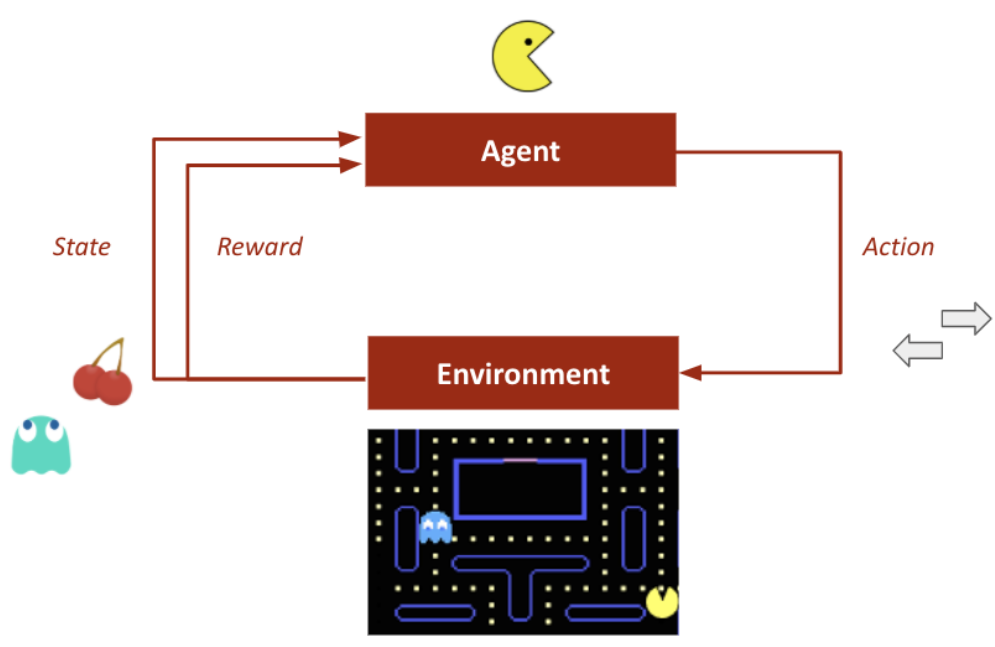 Agent
State
Reward
Action
Environment